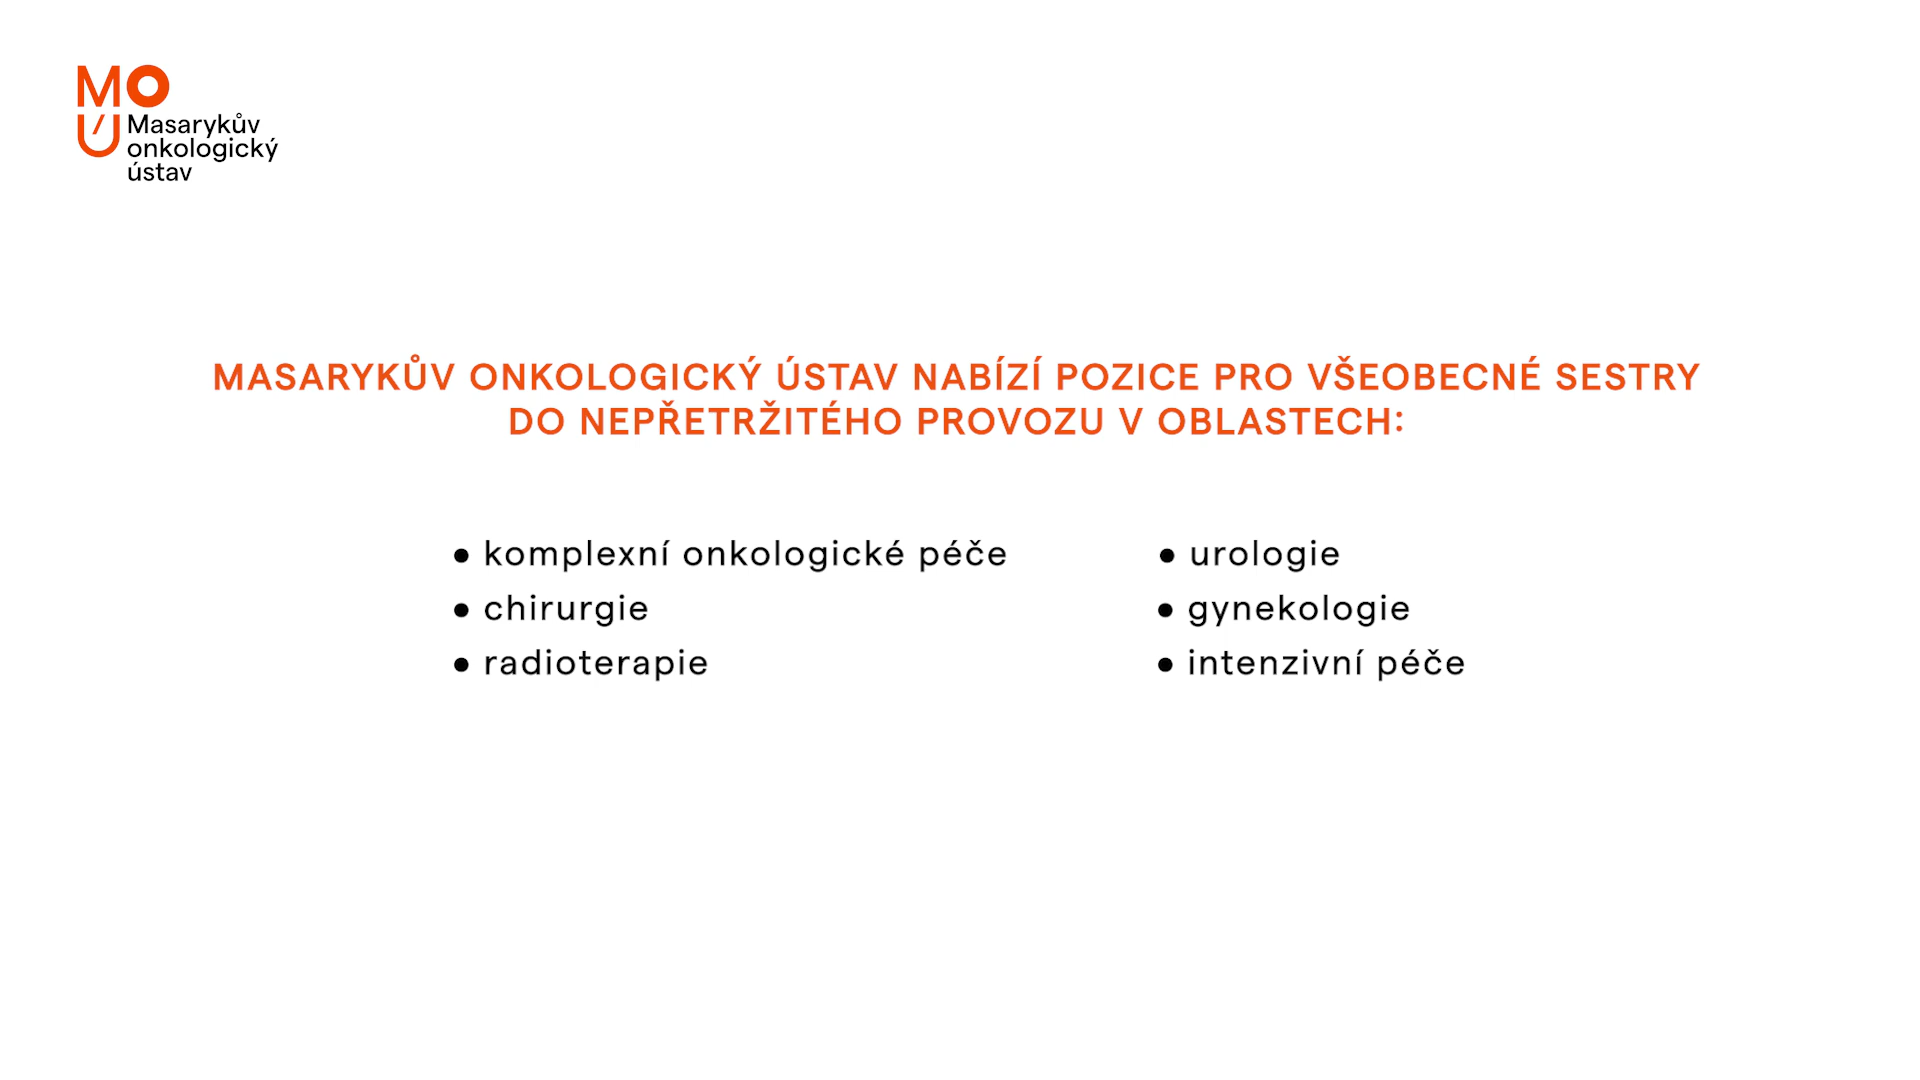 MO
Ú
Masarykův
onkologický
ústav
MASARYKŮV ONKOLOGICKÝ ÚSTAV NABÍZÍ POZICE PRO VŠEOBECNÉ SESTRY
DO NEPŘETRŽITÉHO PROVOZU V OBLASTECH:
• komplexní onkologické péče
• chirurgie
• radioterapie
• urologie
• gynekologie
• intenzivní péče